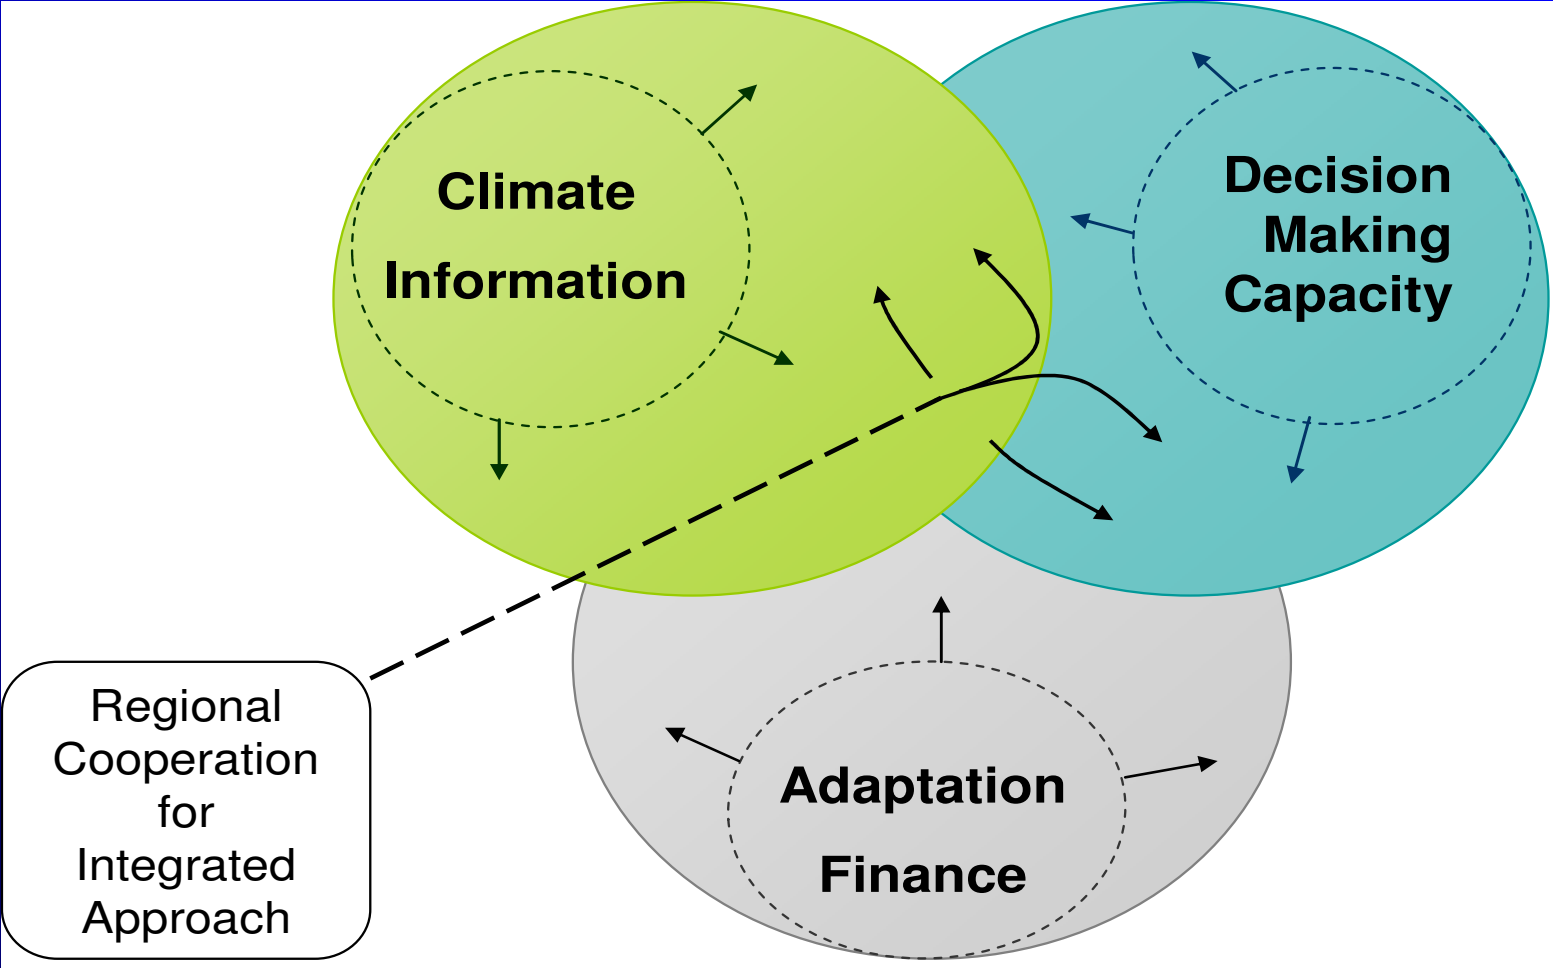 Climate
Information
Decision
Making
Capacity
Adaptation
Finance
Regional
Cooperation
for
Integrated
Approach